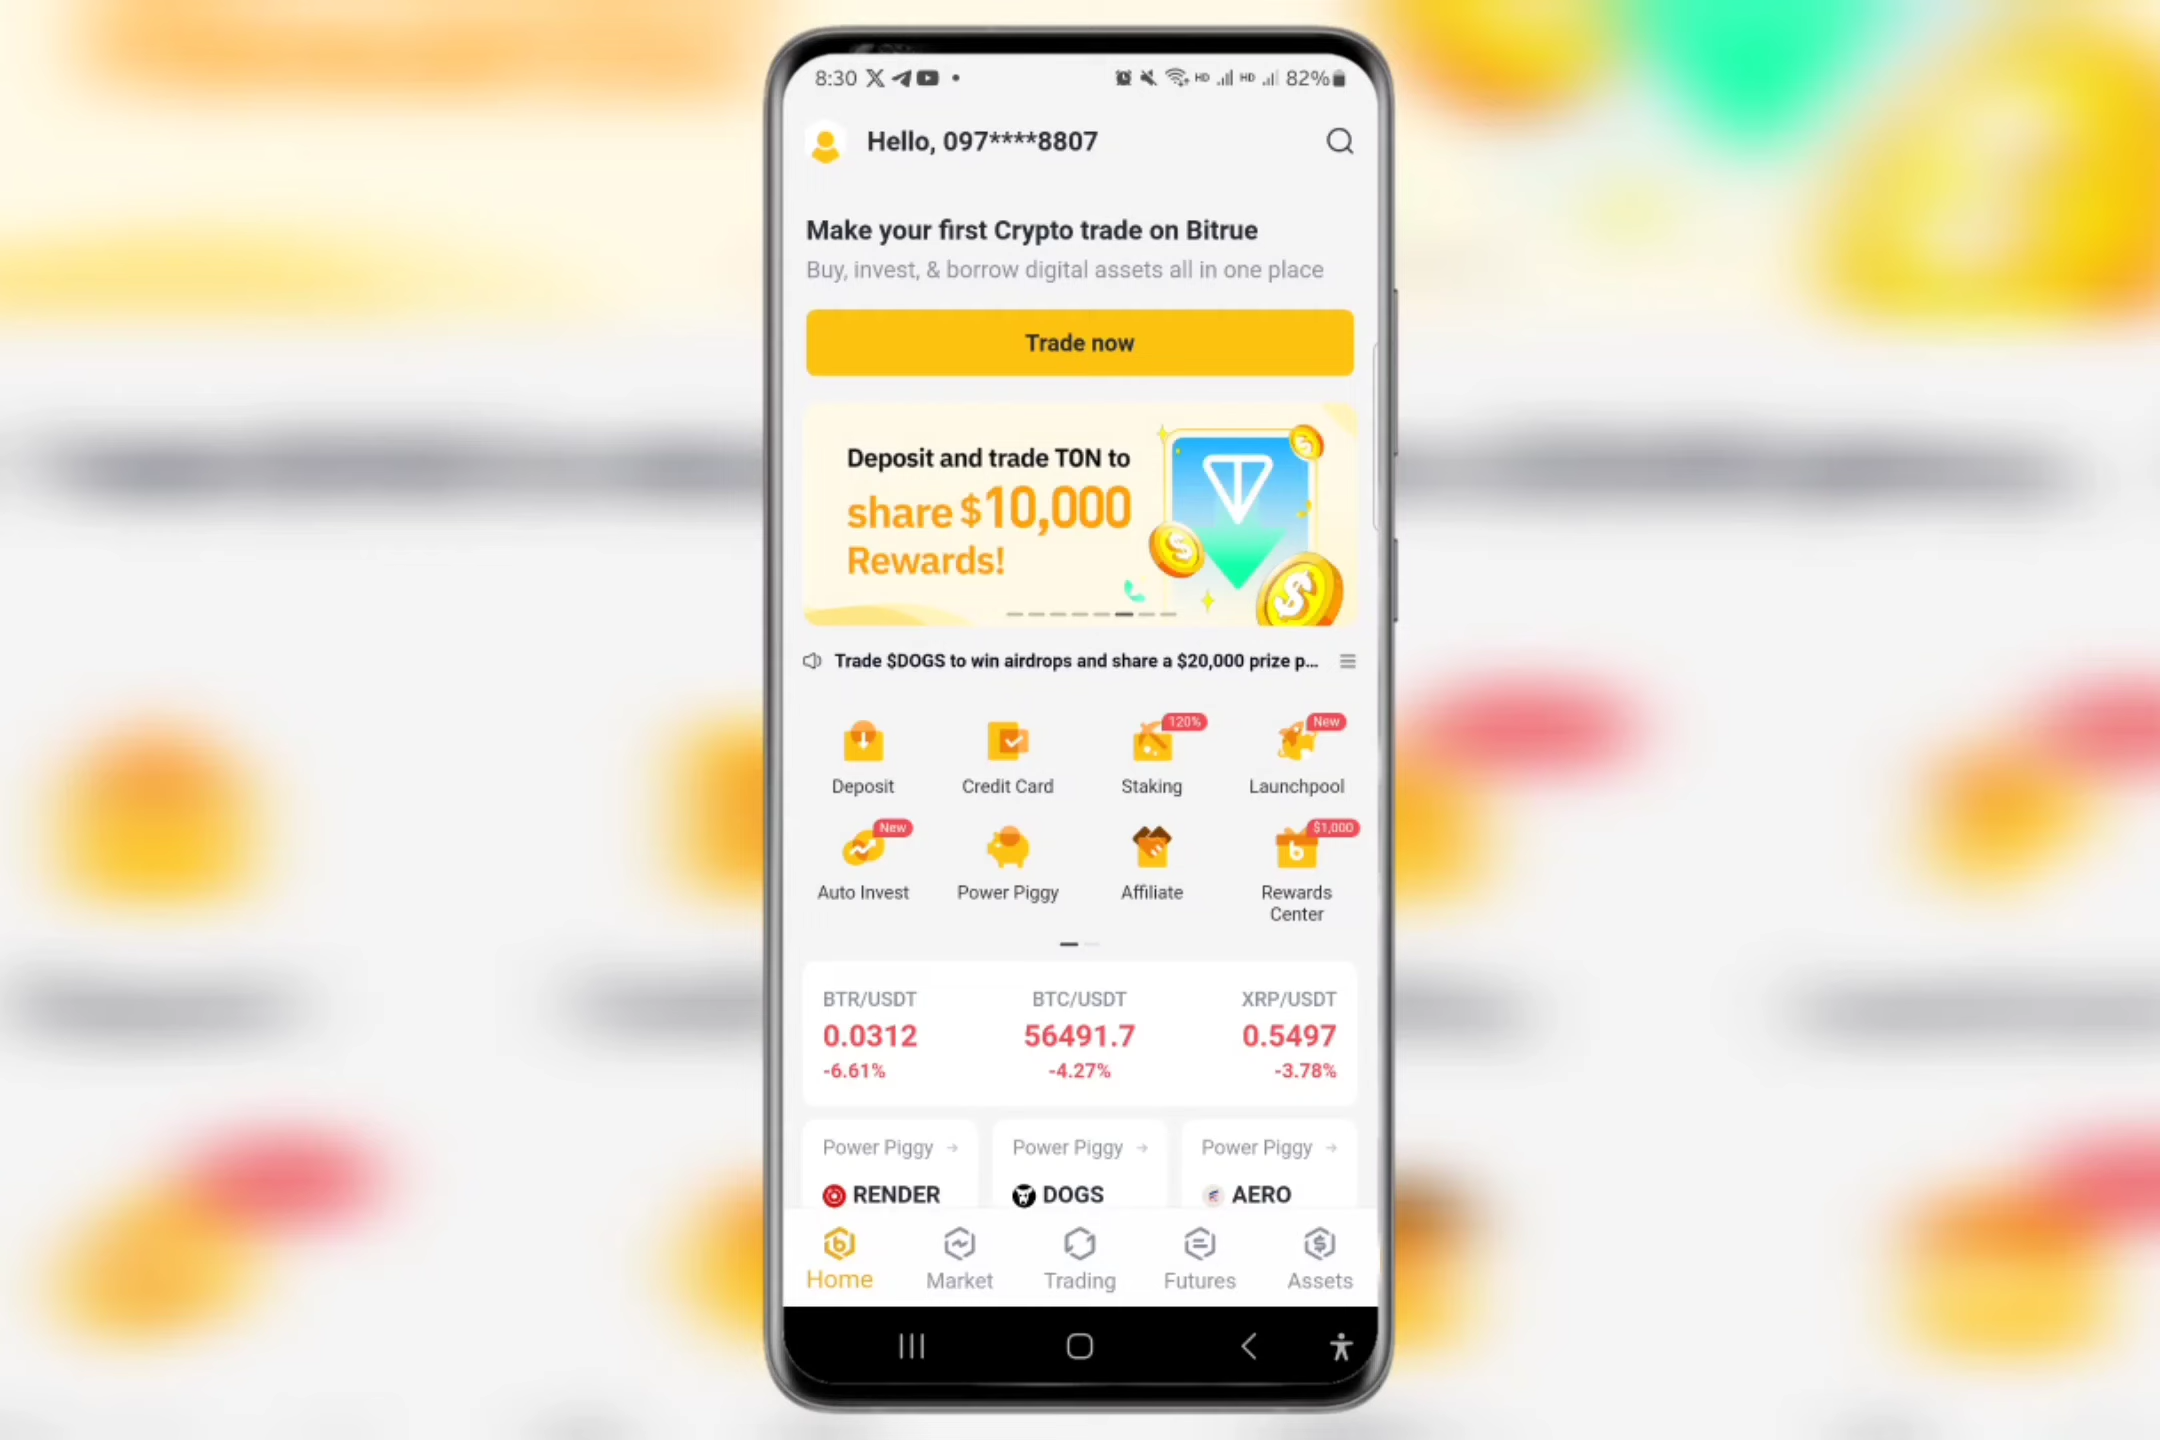 8:30
HD HD 82%
Hello, 097****8807
Make your first Crypto trade on Bitrue
Buy, invest, & borrow digital assets all in one place
Trade now
Deposit and trade TON to
share $10,000
Rewards!
Trade $DOGS to win airdrops and share a $20,000 prize p...
120% New
Deposit Credit Card Staking Launchpool
New $1,000
Auto Invest Power Piggy Affiliate Rewards
Center
BTR/USDT BTC/USDT XRP/USDT
0.0312 56491.7 0.5497
-6.61% -4.27% -3.78%
Power Piggy → Power Piggy → Power Piggy →
RENDER DOGS AERO
Home Market Trading Futures Assets